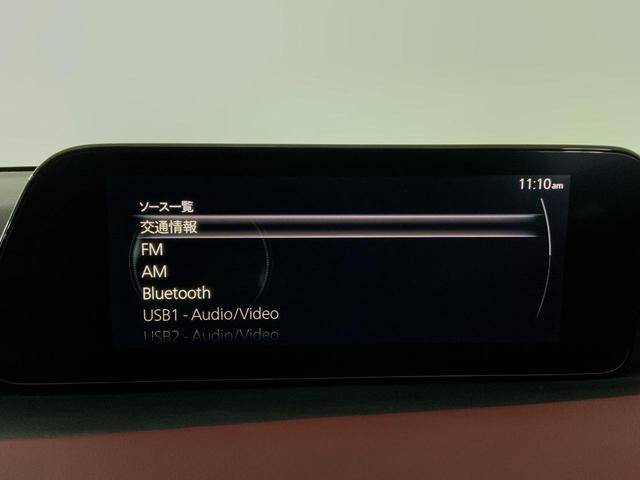 11:10am
ソース一覧
交通情報
FM
AM
Bluetooth
USB1 - Audio/Video
USB2 - Audio/Video